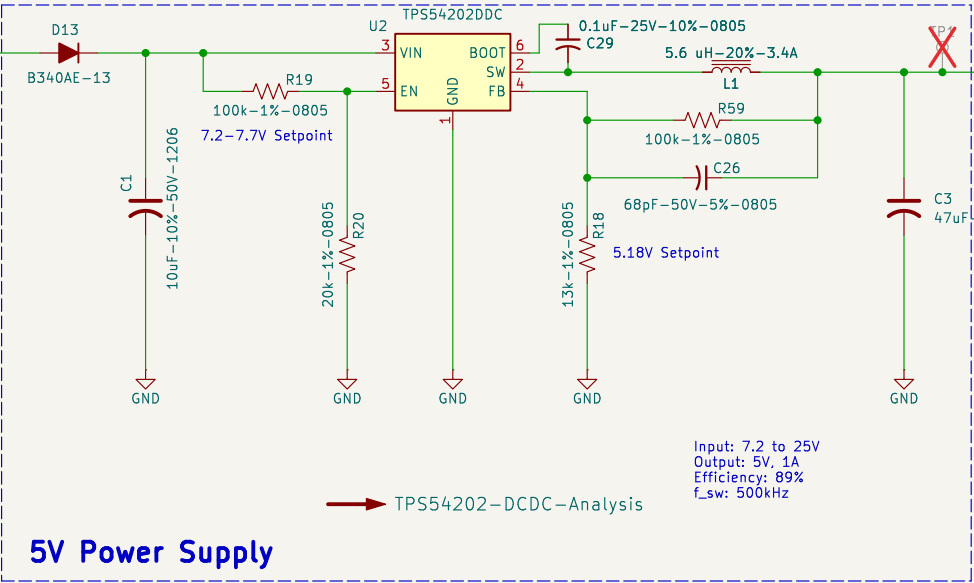 TPS54202DDC
D13
U2
0.1uF-25V-10%-0805
C29
B340AE-13
3
VIN
BOOT
6
5.6 uH-20%-3.4A
TP1
SW
2
L1
R19
5
EN
GND
FB
4
100k-1%-0805
R59
1
100k-1%-0805
7.2-7.7V Setpoint
C26
C1
10uF-10%-50V-1206
68pF-50V-5%-0805
C3
47uF
20k-1%-0805
R20
13k-1%-0805
R18
5.18V Setpoint
GND
GND
GND
GND
GND
Input: 7.2 to 25V
Output: 5V, 1A
Efficiency: 89%
f_sw: 500kHz
TPS54202-DCDC-Analysis
5V Power Supply